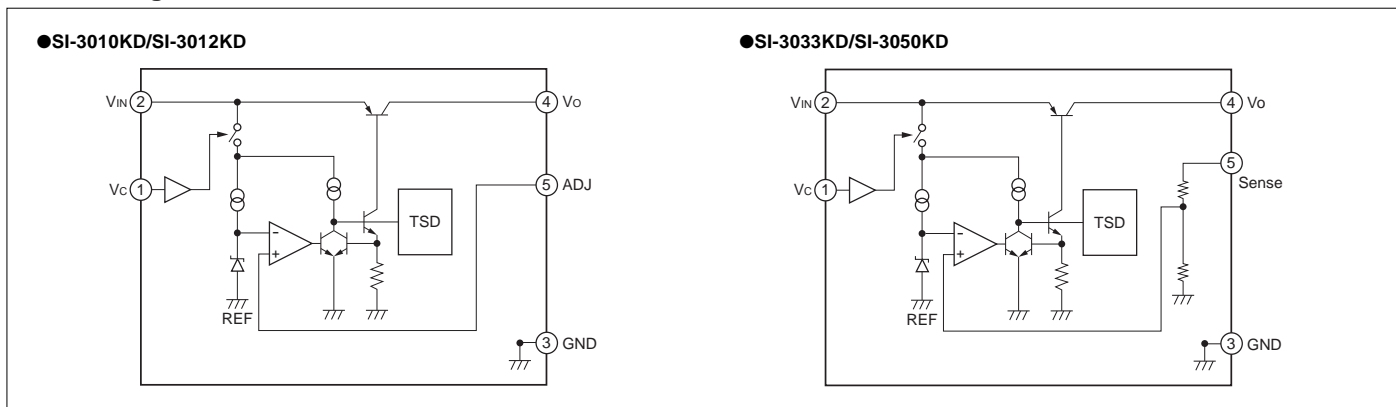 ●SI-3010KD/SI-3012KD
VIN 2
4 VO
VC 1
5 ADJ
TSD
REF
3 GND
●SI-3033KD/SI-3050KD
VIN 2
4 Vo
5
Sense
VC 1
TSD
REF
3 GND